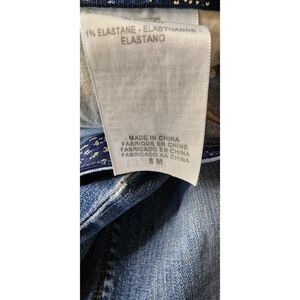 1% ELASTANE - ELASTHANNE -
ELASTANO
MADE IN CHINA
FABRIQUE EN CHINE
FABRICADO EN CHINA
FABRICADO NA CHINA
8 M